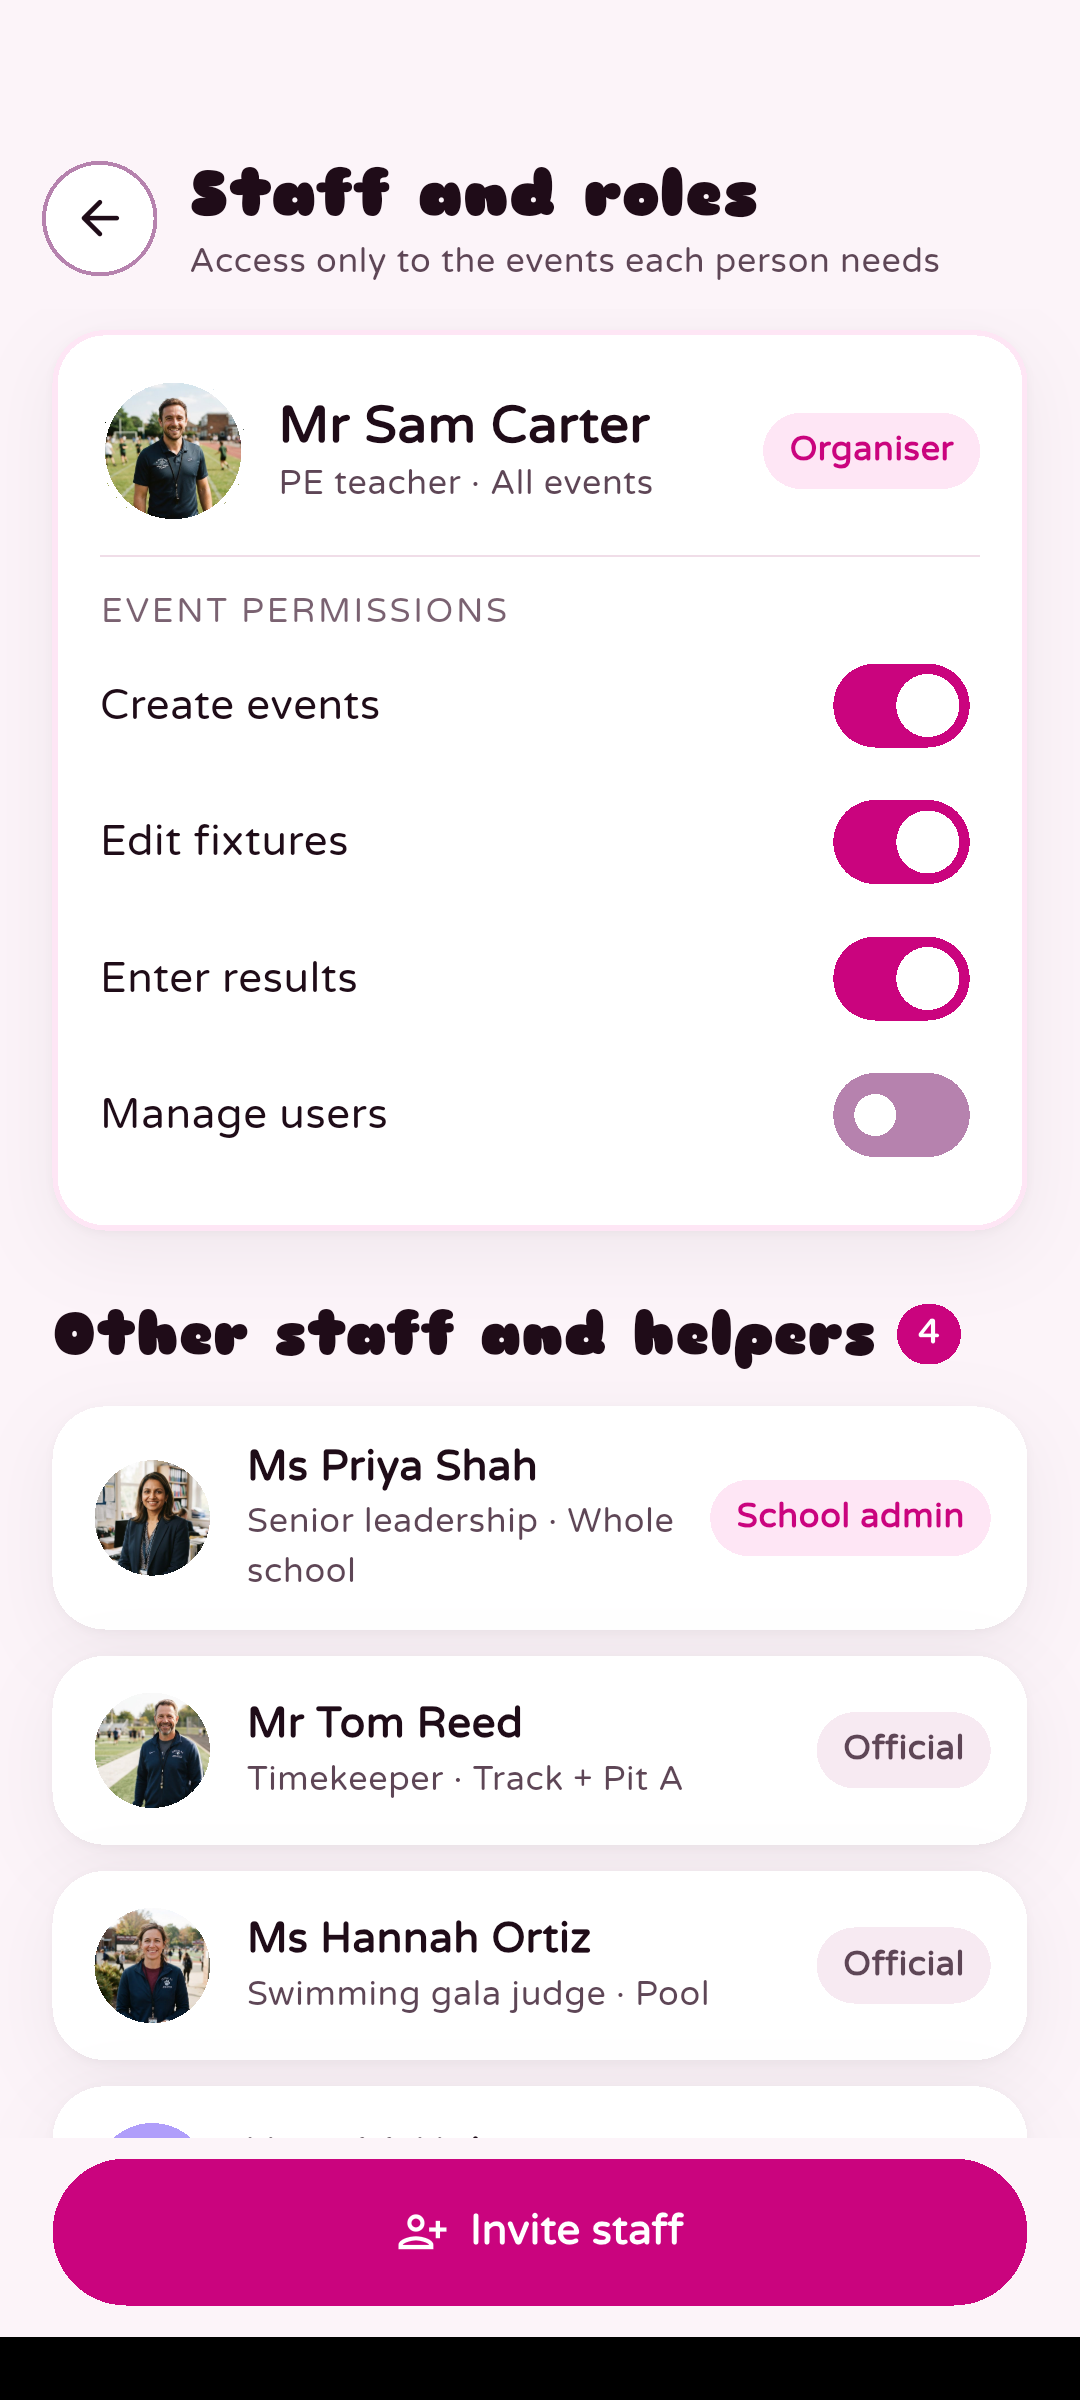 Staff and roles
Access only to the events each person needs
Mr Sam Carter
PE teacher · All events
Organiser
EVENT PERMISSIONS
Create events
Edit fixtures
Enter results
Manage users
Other staff and helpers 4
Ms Priya Shah
Senior leadership · Whole
school
School admin
Mr Tom Reed
Timekeeper · Track + Pit A
Official
Ms Hannah Ortiz
Swimming gala judge · Pool
Official
Invite staff